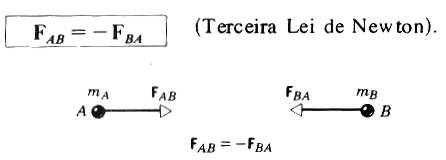 F_AB = − F_BA (Terceira Lei de Newton).
m_A F_AB F_BA m_B
A B
F_AB = −F_BA